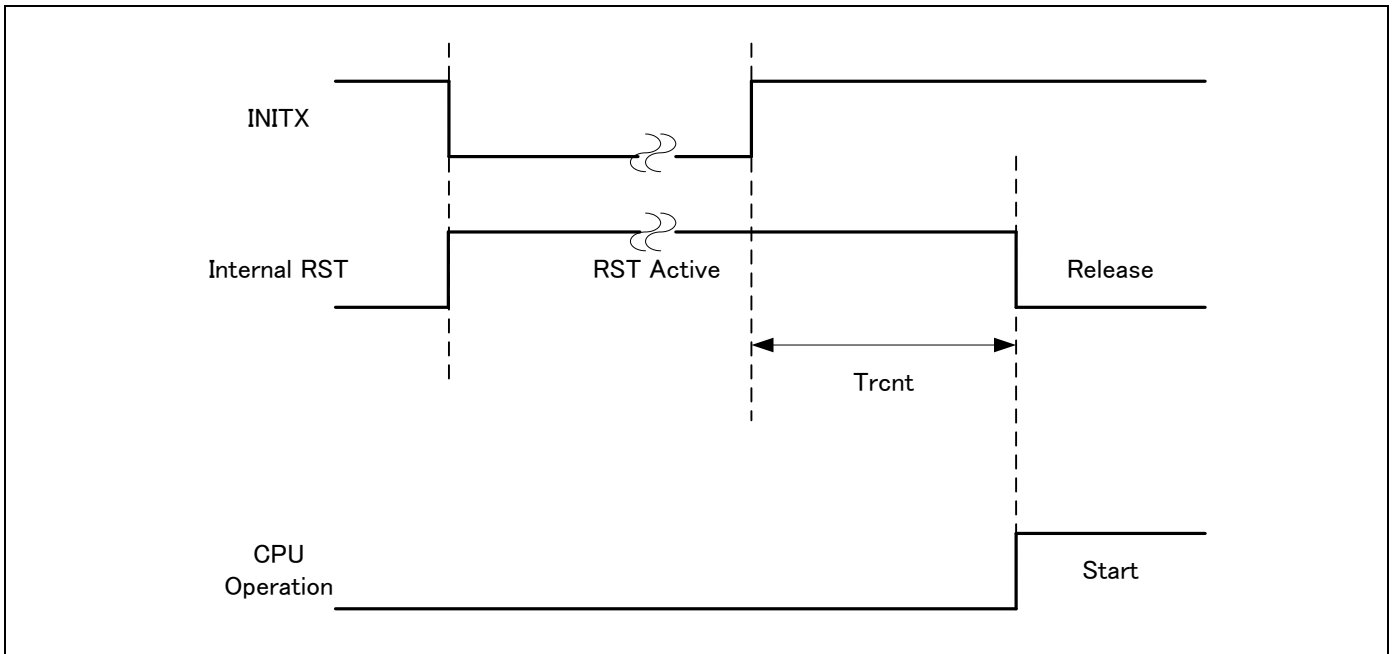 INITX
Internal RST
RST Active
Release
Trcnt
CPU
Operation
Start